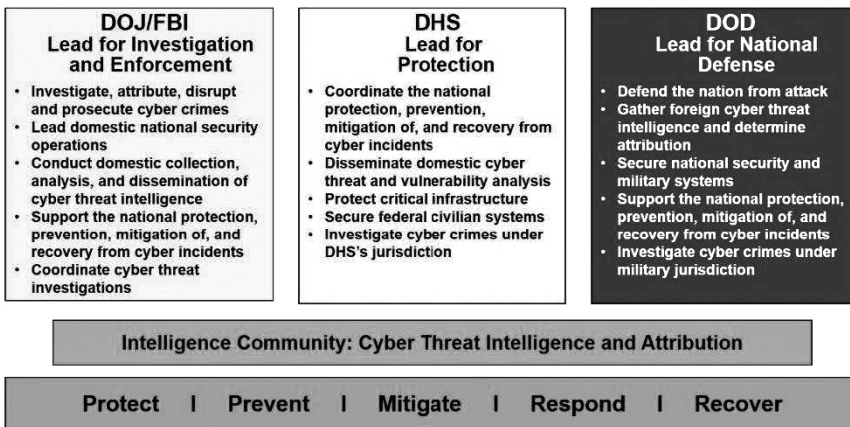 DOJ/FBI
Lead for Investigation
and Enforcement
• Investigate, attribute, disrupt
and prosecute cyber crimes
• Lead domestic national security
operations
• Conduct domestic collection,
analysis, and dissemination of
cyber threat intelligence
• Support the national protection,
prevention, mitigation of, and
recovery from cyber incidents
• Coordinate cyber threat
investigations
DHS
Lead for
Protection
• Coordinate the national
protection, prevention,
mitigation of, and recovery from
cyber incidents
• Disseminate domestic cyber
threat and vulnerability analysis
• Protect critical infrastructure
• Secure federal civilian systems
• Investigate cyber crimes under
DHS's jurisdiction
DOD
Lead for National
Defense
• Defend the nation from attack
• Gather foreign cyber threat
intelligence and determine
attribution
• Secure national security and
military systems
• Support the national protection,
prevention, mitigation of, and
recovery from cyber incidents
• Investigate cyber crimes under
military jurisdiction
Intelligence Community: Cyber Threat Intelligence and Attribution
Protect | Prevent | Mitigate | Respond | Recover